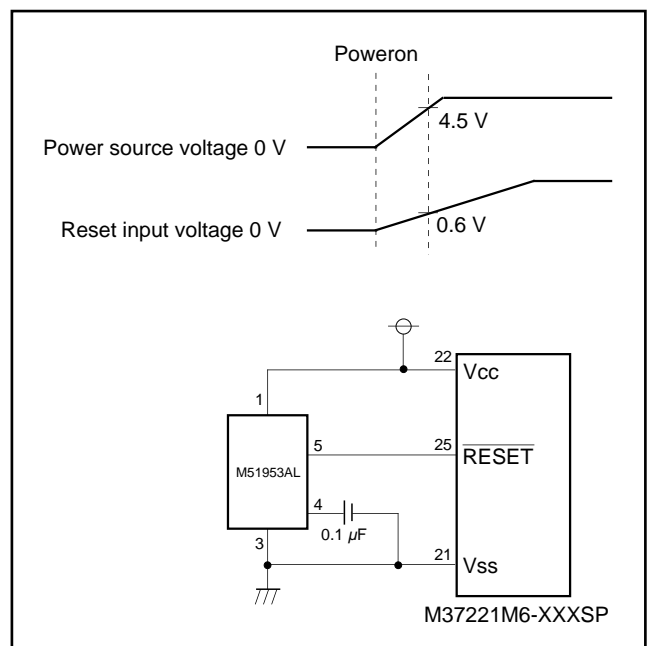 Poweron
4.5 V
Power source voltage 0 V
0.6 V
Reset input voltage 0 V
22
Vcc
1
5
25
RESET
M51953AL
4
0.1 µF
3
21
Vss
M37221M6-XXXSP